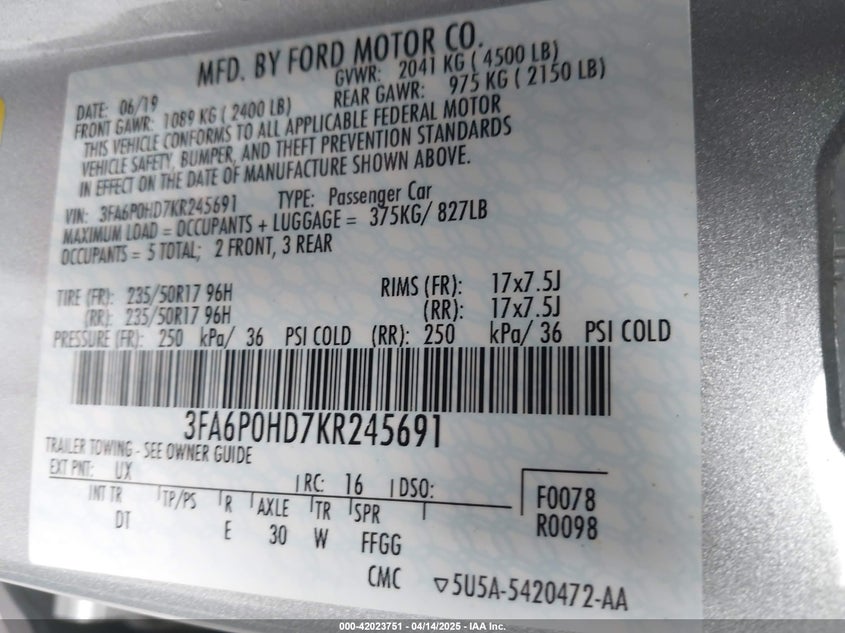 MFD. BY FORD MOTOR CO.
DATE: 06/19 GVWR: 2041 KG ( 4500 LB)
FRONT GAWR: 1089 KG ( 2400 LB) REAR GAWR: 975 KG ( 2150 LB)
THIS VEHICLE CONFORMS TO ALL APPLICABLE FEDERAL MOTOR
VEHICLE SAFETY, BUMPER, AND THEFT PREVENTION STANDARDS
IN EFFECT ON THE DATE OF MANUFACTURE SHOWN ABOVE.
VIN: 3FA6P0HD7KR245691 TYPE: Passenger Car
MAXIMUM LOAD = OCCUPANTS + LUGGAGE = 375KG/ 827LB
OCCUPANTS = 5 TOTAL; 2 FRONT, 3 REAR
TIRE (FR): 235/50R17 96H RIMS (FR): 17x7.5J
(RR): 235/50R17 96H (RR): 17x7.5J
PRESSURE (FR): 250 kPa/ 36 PSI COLD (RR): 250 kPa/ 36 PSI COLD
3FA6P0HD7KR245691
TRAILER TOWING - SEE OWNER GUIDE
EXT PNT: UX RC: 16 DSO:
INT TR TP/PS R AXLE TR SPR F0078
DT E 30 W FFGG R0098
CMC ▽5U5A-5420472-AA
000-42023751 - 04/14/2025 - IAA Inc.